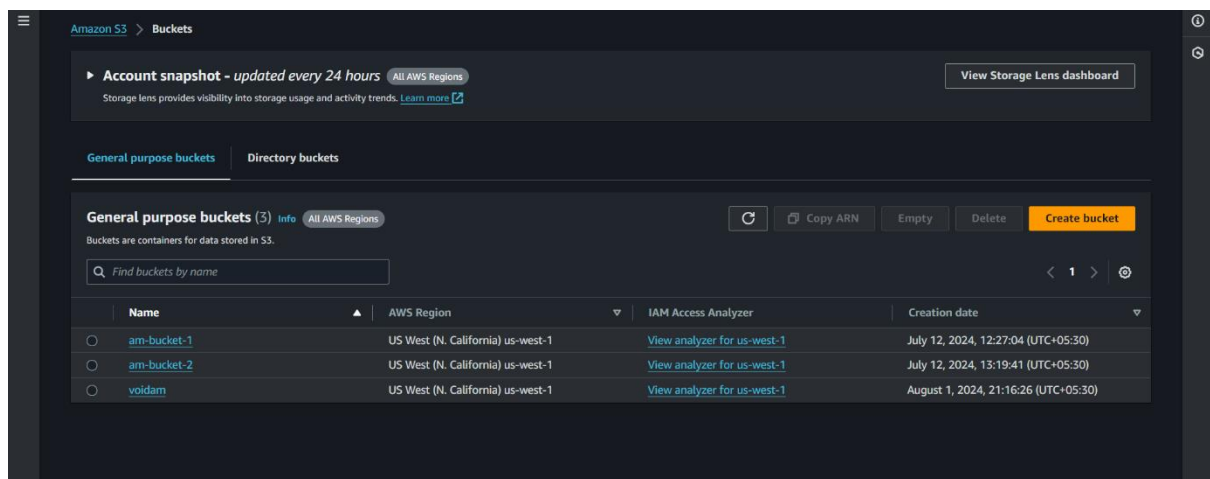 Amazon S3 > Buckets
Account snapshot - updated every 24 hours All AWS Regions
View Storage Lens dashboard
Storage lens provides visibility into storage usage and activity trends. Learn more
General purpose buckets Directory buckets
General purpose buckets (3) Info All AWS Regions
Copy ARN Empty Delete Create bucket
Buckets are containers for data stored in S3.
Find buckets by name
< 1 >
Name AWS Region IAM Access Analyzer Creation date
am-bucket-1 US West (N. California) us-west-1 View analyzer for us-west-1 July 12, 2024, 12:27:04 (UTC+05:30)
am-bucket-2 US West (N. California) us-west-1 View analyzer for us-west-1 July 12, 2024, 13:19:41 (UTC+05:30)
voidam US West (N. California) us-west-1 View analyzer for us-west-1 August 1, 2024, 21:16:26 (UTC+05:30)